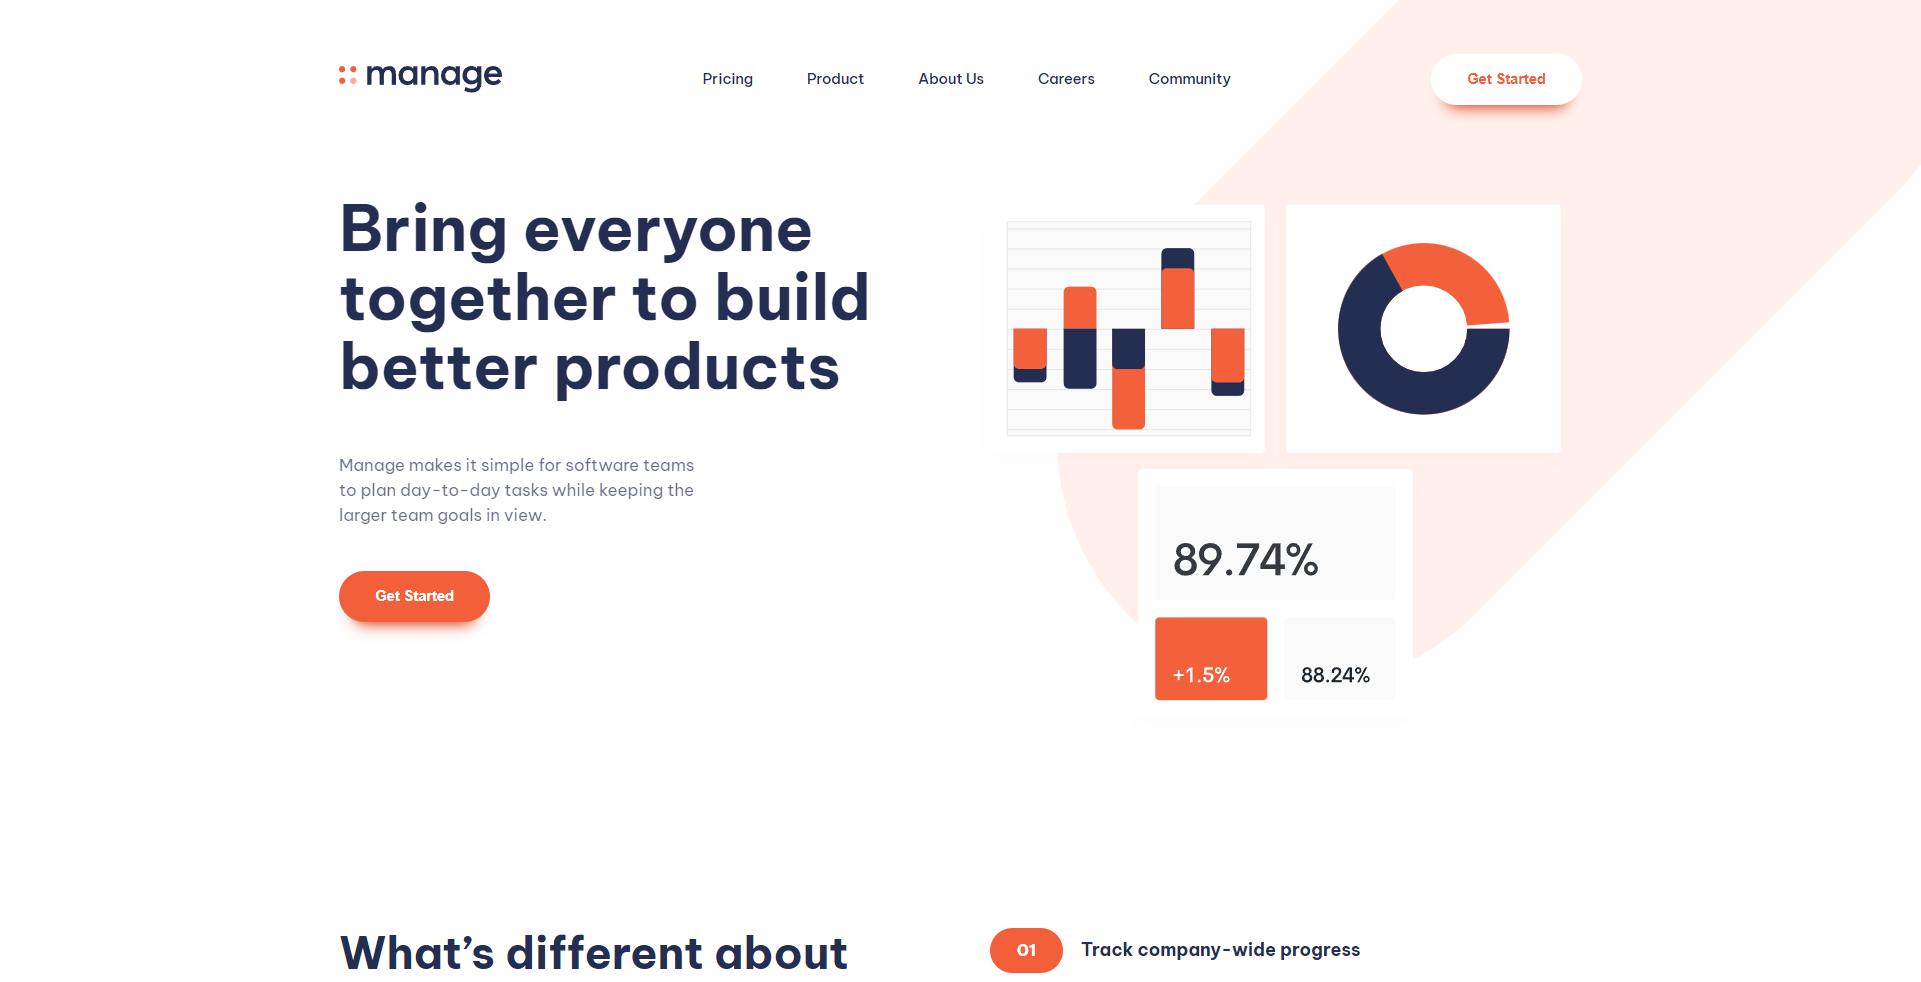 manage
Pricing
Product
About Us
Careers
Community
Get Started
Bring everyone
together to build
better products
Manage makes it simple for software teams
to plan day-to-day tasks while keeping the
larger team goals in view.
Get Started
89.74%
+1.5%
88.24%
What’s different about
01
Track company-wide progress